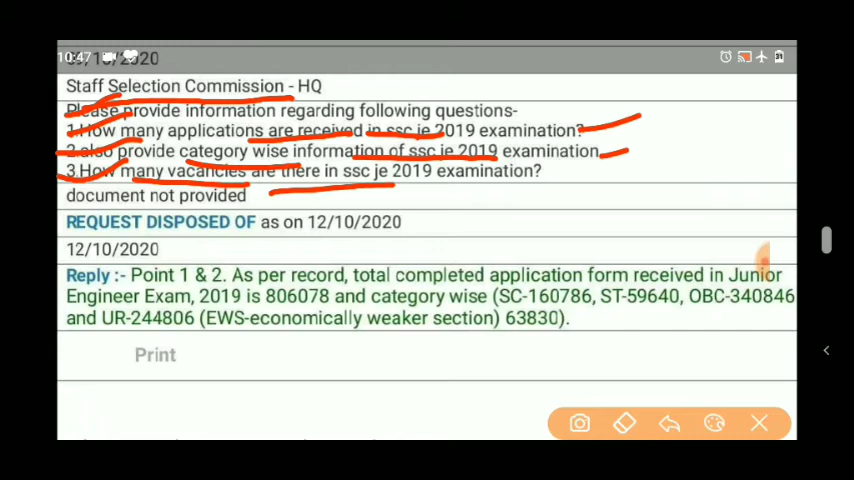 10:47
09/10/2020
Staff Selection Commission - HQ
Please provide information regarding following questions-
1.How many applications are received in ssc je 2019 examination?
2.also provide category wise information of ssc je 2019 examination
3.How many vacancies are there in ssc je 2019 examination?
document not provided
REQUEST DISPOSED OF as on 12/10/2020
12/10/2020
Reply :- Point 1 & 2. As per record, total completed application form received in Junior
Engineer Exam, 2019 is 806078 and category wise (SC-160786, ST-59640, OBC-340846
and UR-244806 (EWS-economically weaker section) 63830).
Print